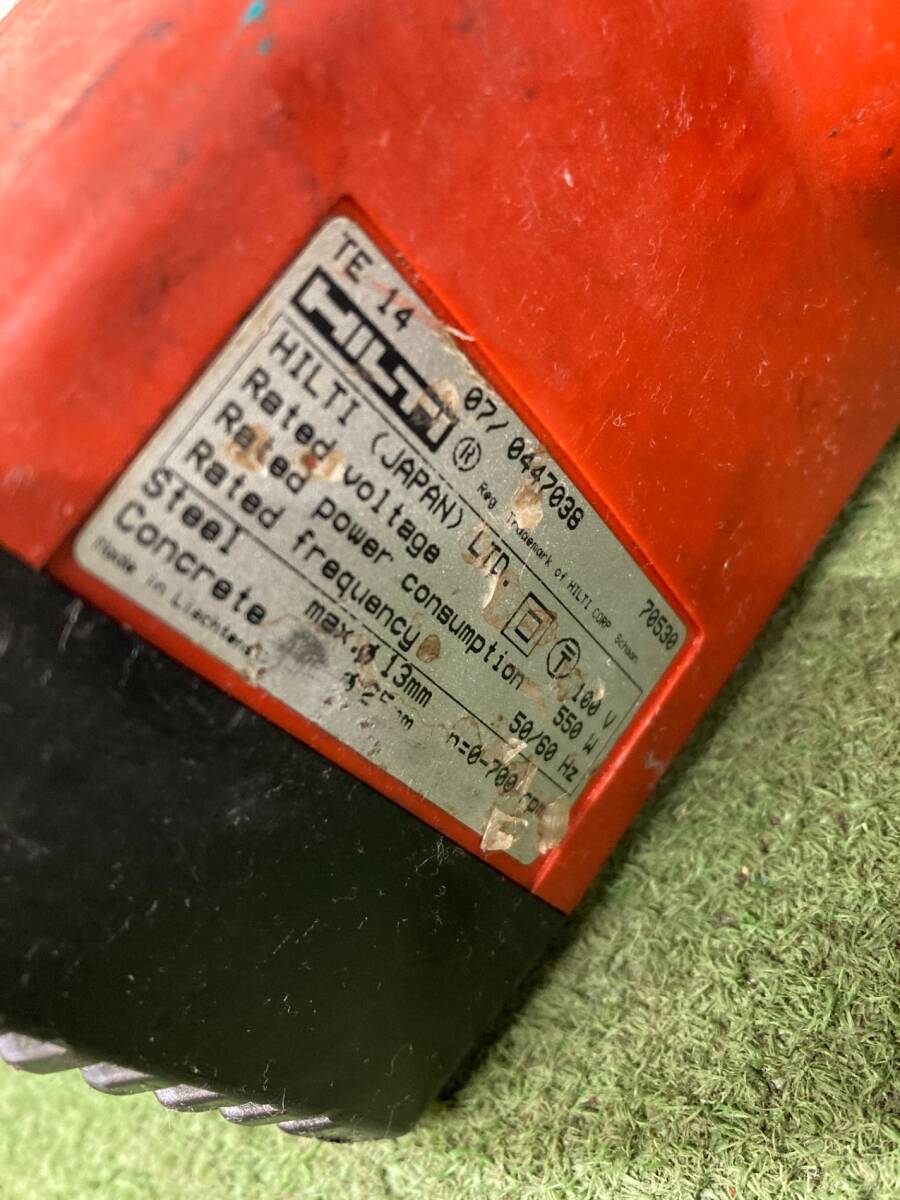 TE 14 07/ 0447038 70530
HILTI ® Reg. Trademark of HILTI CORP. Schaan
HILTI (JAPAN) LTD.
Rated voltage 100 V
Rated power consumption 550 W
Rated frequency 50/60 Hz
Steel max. ø 13mm
Concrete n=0-700 rpm
made in